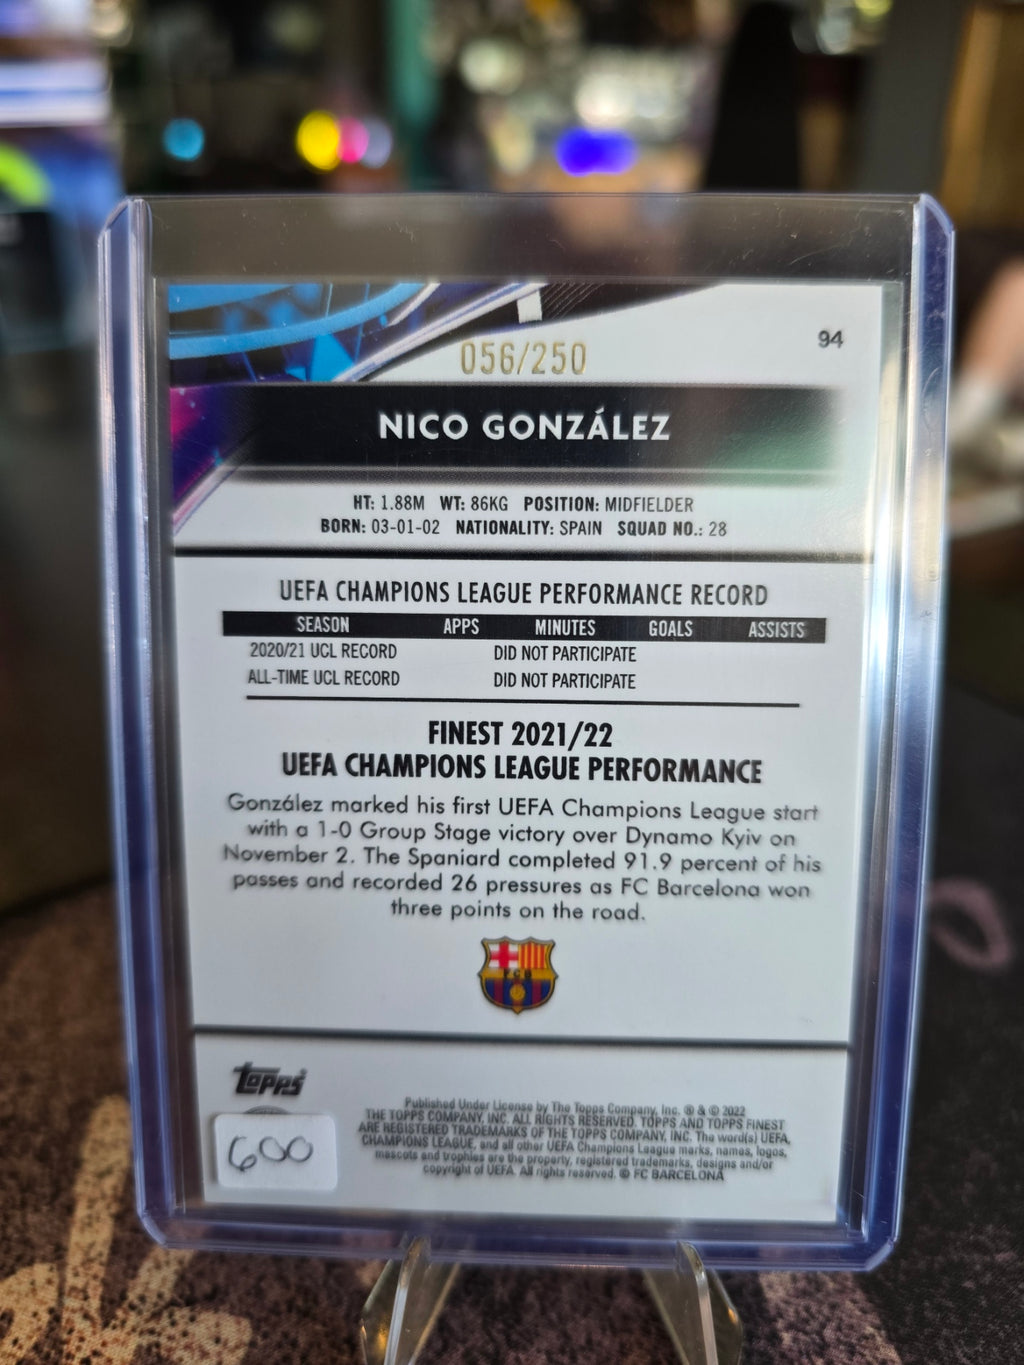 94
056/250
NICO GONZÁLEZ
HT: 1.88M WT: 86KG POSITION: MIDFIELDER
BORN: 03-01-02 NATIONALITY: SPAIN SQUAD NO.: 28
UEFA CHAMPIONS LEAGUE PERFORMANCE RECORD
SEASON APPS MINUTES GOALS ASSISTS
2020/21 UCL RECORD DID NOT PARTICIPATE
ALL-TIME UCL RECORD DID NOT PARTICIPATE
FINEST 2021/22
UEFA CHAMPIONS LEAGUE PERFORMANCE
González marked his first UEFA Champions League start
with a 1-0 Group Stage victory over Dynamo Kyiv on
November 2. The Spaniard completed 91.9 percent of his
passes and recorded 26 pressures as FC Barcelona won
three points on the road.
FCB
Topps
600
Published Under License by The Topps Company, Inc. ® & © 2022
THE TOPPS COMPANY, INC. ALL RIGHTS RESERVED. TOPPS AND TOPPS FINEST
ARE REGISTERED TRADEMARKS OF THE TOPPS COMPANY, INC. The word(s) UEFA,
CHAMPIONS LEAGUE, and all other UEFA Champions League marks, names, logos,
mascots and trophies are the property, registered trademarks, designs and/or
copyright of UEFA. All rights reserved. © FC BARCELONA